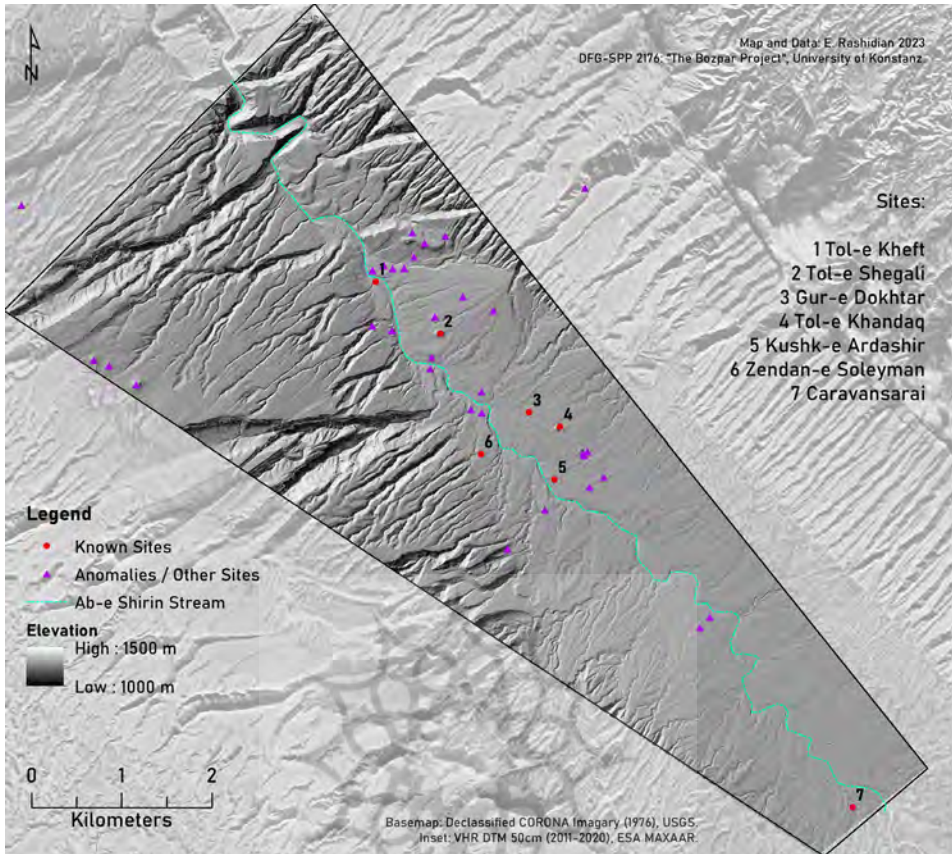 Map and Data: E. Rashidian 2023
DFG-SPP 2176: "The Bozpar Project", University of Konstanz.
N
Sites:
1 Tol-e Kheft
2 Tol-e Shegali
3 Gur-e Dokhtar
4 Tol-e Khandaq
5 Kushk-e Ardashir
6 Zendan-e Soleyman
7 Caravansarai
1
2
3
4
6
5
7
Legend
Known Sites
Anomalies / Other Sites
Ab-e Shirin Stream
Elevation
High : 1500 m
Low : 1000 m
0 1 2
Kilometers
Basemap: Declassified CORONA Imagary (1976), USGS.
Inset: VHR DTM 50cm (2011-2020), ESA MAXAAR.